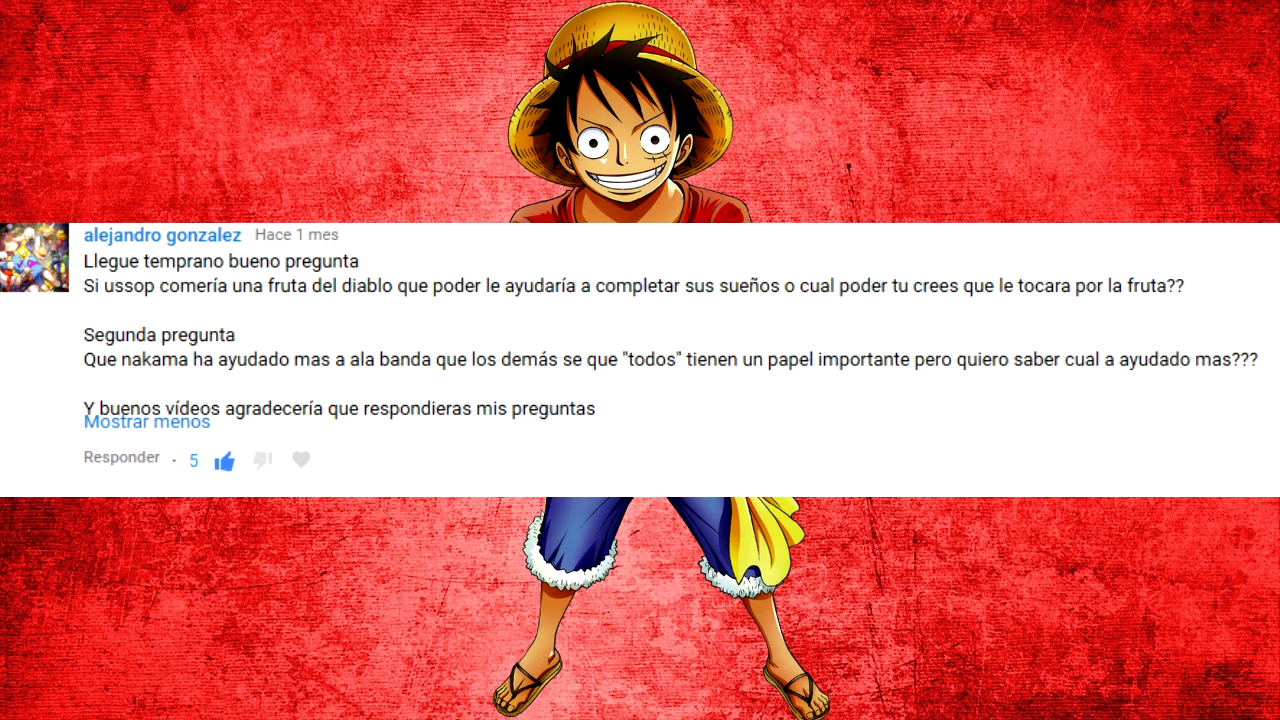 alejandro gonzalez Hace 1 mes
Llegue temprano bueno pregunta
Si ussop comería una fruta del diablo que poder le ayudaría a completar sus sueños o cual poder tu crees que le tocara por la fruta??
Segunda pregunta
Que nakama ha ayudado mas a ala banda que los demás se que "todos" tienen un papel importante pero quiero saber cual a ayudado mas???
Y buenos vídeos agradecería que respondieras mis preguntas
Mostrar menos
Responder · 5